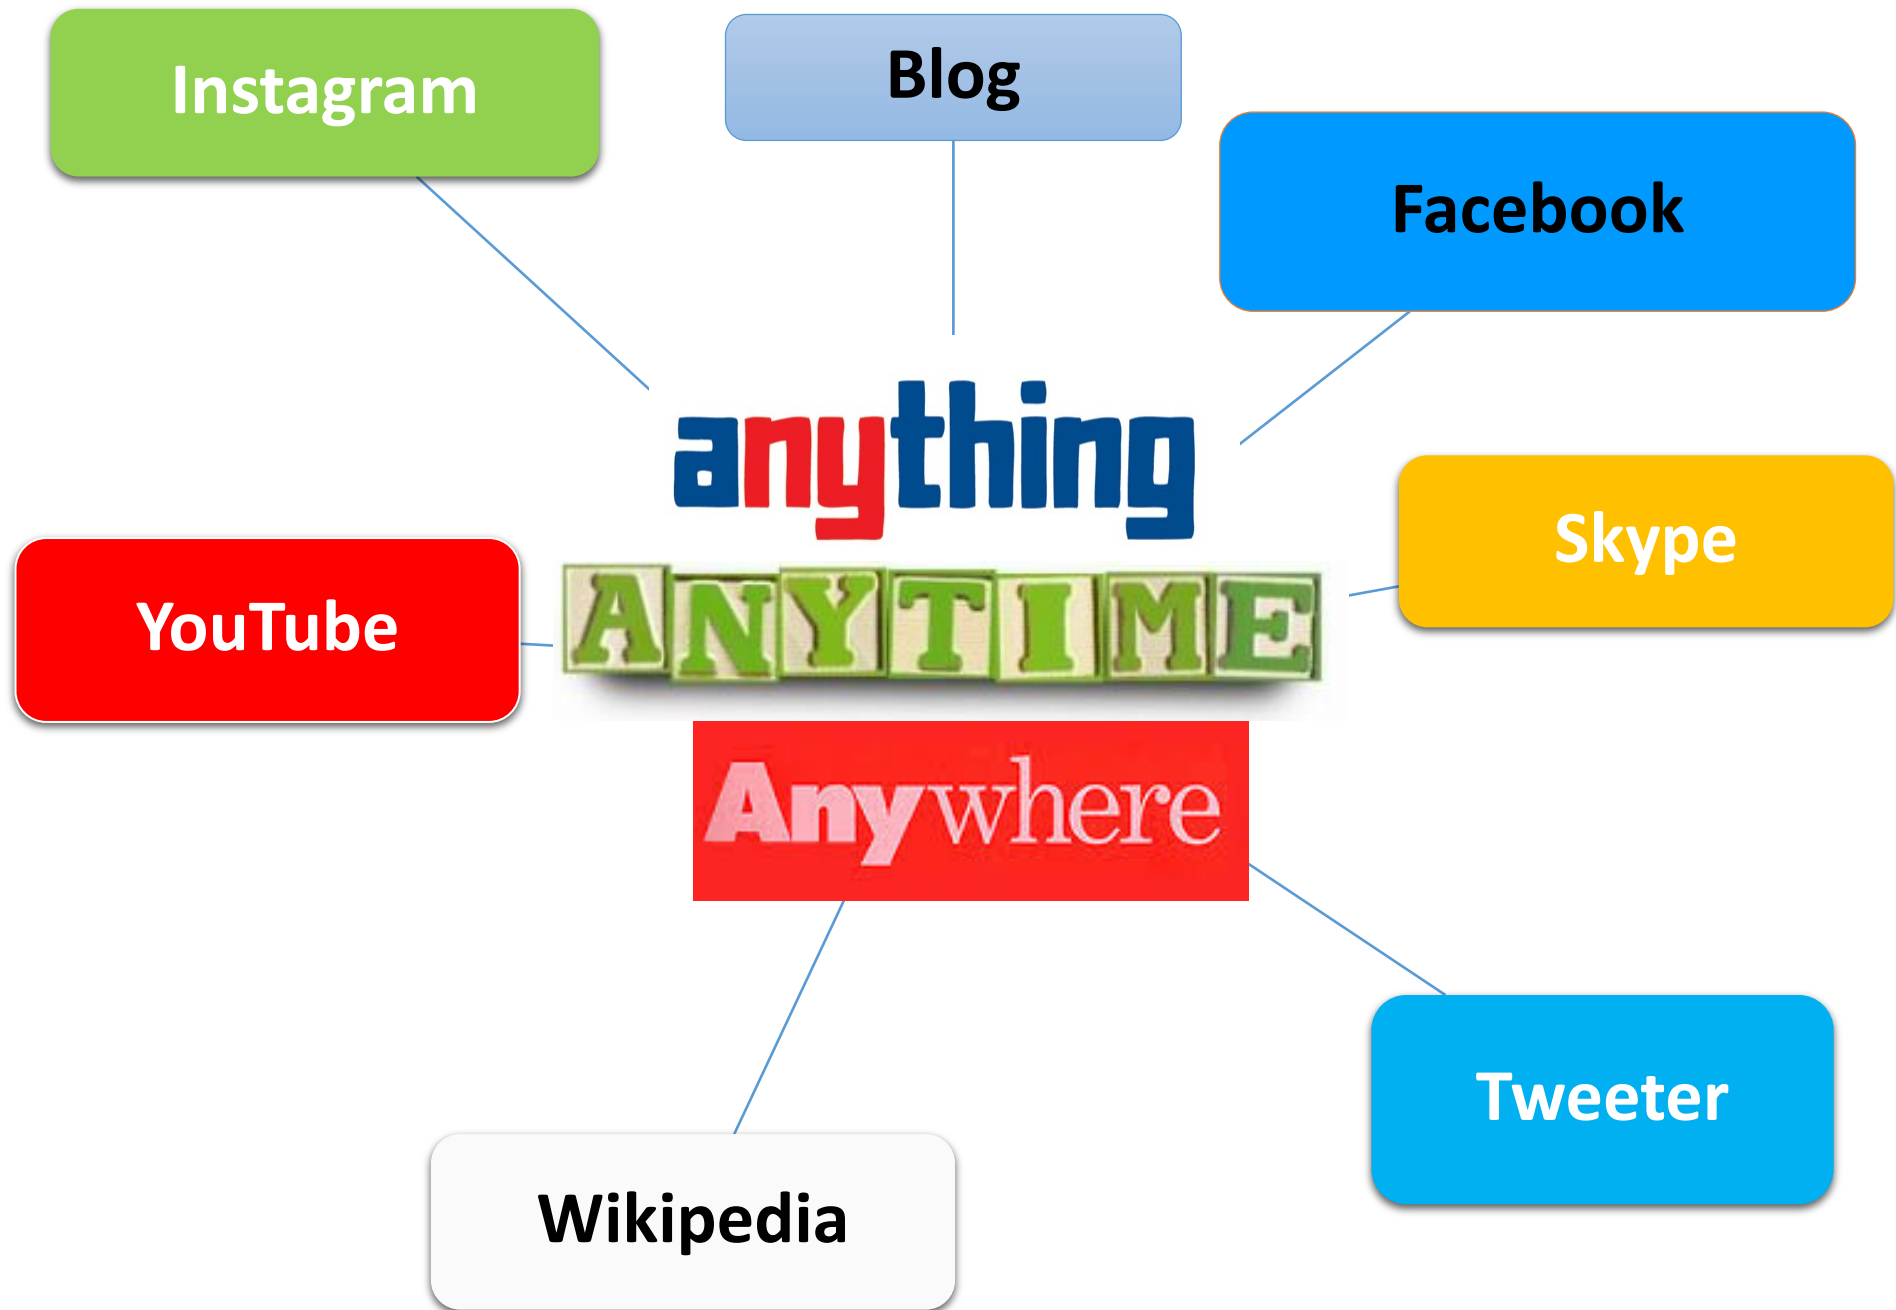 Instagram
Blog
Facebook
anything
Skype
ANYTIME
YouTube
Anywhere
Tweeter
Wikipedia